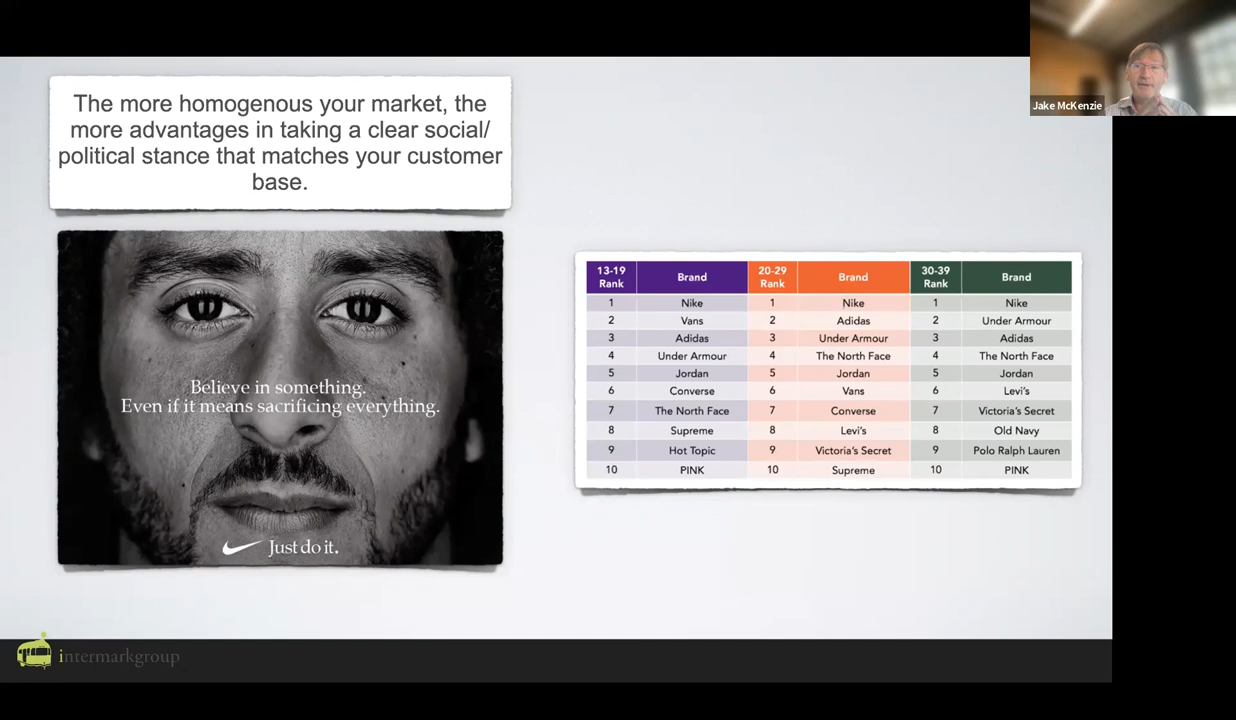 Jake McKenzie
The more homogenous your market, the
more advantages in taking a clear social/
political stance that matches your customer
base.
Believe in something.
Even if it means sacrificing everything.
Just do it.
13-19 Rank Brand 20-29 Rank Brand 30-39 Rank Brand
1 Nike 1 Nike 1 Nike
2 Vans 2 Adidas 2 Under Armour
3 Adidas 3 Under Armour 3 Adidas
4 Under Armour 4 The North Face 4 The North Face
5 Jordan 5 Jordan 5 Jordan
6 Converse 6 Vans 6 Levi's
7 The North Face 7 Converse 7 Victoria's Secret
8 Supreme 8 Levi's 8 Old Navy
9 Hot Topic 9 Victoria's Secret 9 Polo Ralph Lauren
10 PINK 10 Supreme 10 PINK
intermarkgroup